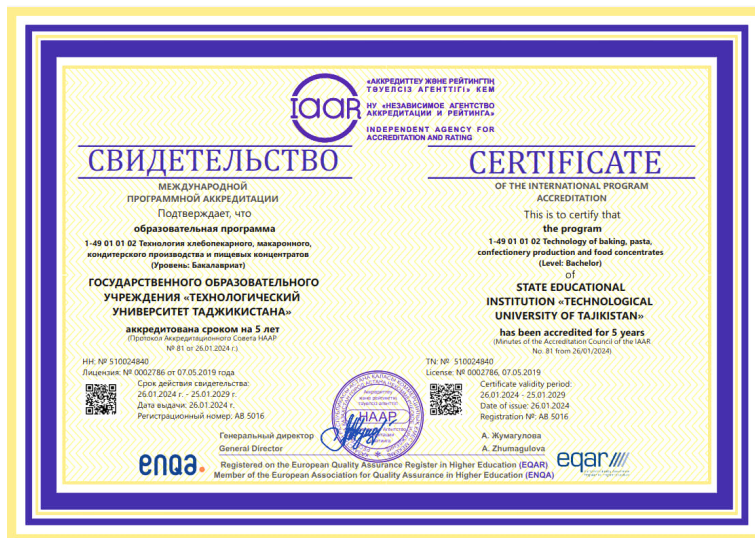 IAAR
«АККРЕДИТТЕУ ЖӘНЕ РЕЙТИНГТІҢ
ТӘУЕЛСІЗ АГЕНТТІГІ» КЕМ
НУ «НЕЗАВИСИМОЕ АГЕНТСТВО
АККРЕДИТАЦИИ И РЕЙТИНГА»
INDEPENDENT AGENCY FOR
ACCREDITATION AND RATING
СВИДЕТЕЛЬСТВО
МЕЖДУНАРОДНОЙ
ПРОГРАММНОЙ АККРЕДИТАЦИИ
Подтверждает, что
образовательная программа
1-49 01 01 02 Технология хлебопекарного, макаронного,
кондитерского производства и пищевых концентратов
(Уровень: Бакалавриат)
ГОСУДАРСТВЕННОГО ОБРАЗОВАТЕЛЬНОГО
УЧРЕЖДЕНИЯ «ТЕХНОЛОГИЧЕСКИЙ
УНИВЕРСИТЕТ ТАДЖИКИСТАНА»
аккредитована сроком на 5 лет
(Протокол Аккредитационного Совета НААР
№ 81 от 26.01.2024 г.)
НН: № 510024840
Лицензия: № 0002786 от 07.05.2019 года
Срок действия свидетельства:
26.01.2024 г. - 25.01.2029 г.
Дата выдачи: 26.01.2024 г.
Регистрационный номер: AB 5016
CERTIFICATE
OF THE INTERNATIONAL PROGRAM
ACCREDITATION
This is to certify that
the program
1-49 01 01 02 Technology of baking, pasta,
confectionery production and food concentrates
(Level: Bachelor)
of
STATE EDUCATIONAL
INSTITUTION «TECHNOLOGICAL
UNIVERSITY OF TAJIKISTAN»
has been accredited for 5 years
(Minutes of the Accreditation Council of the IAAR
No. 81 from 26/01/2024)
TN: № 510024840
License: № 0002786, 07.05.2019
Certificate validity period:
26.01.2024 - 25.01.2029
Date of issue: 26.01.2024
Registration №: AB 5016
НААР
Генеральный директор А. Жумагулова
General Director A. Zhumagulova
enqa.
eqar
Registered on the European Quality Assurance Register in Higher Education (EQAR)
Member of the European Association for Quality Assurance in Higher Education (ENQA)